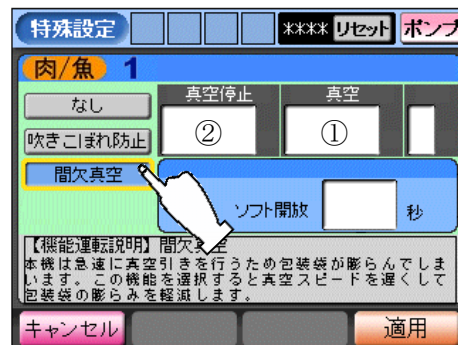 特殊設定 **** リセット ポンプ
肉/魚 1
なし 真空停止 真空
吹きこぼれ防止 ② ①
間欠真空
ソフト開放 秒
【機能運転説明】間欠真空
本機は急速に真空引きを行うため包装袋が膨らんでしま
います。この機能を選択すると真空スピードを遅くして
包装袋の膨らみを軽減します。
キャンセル 適用